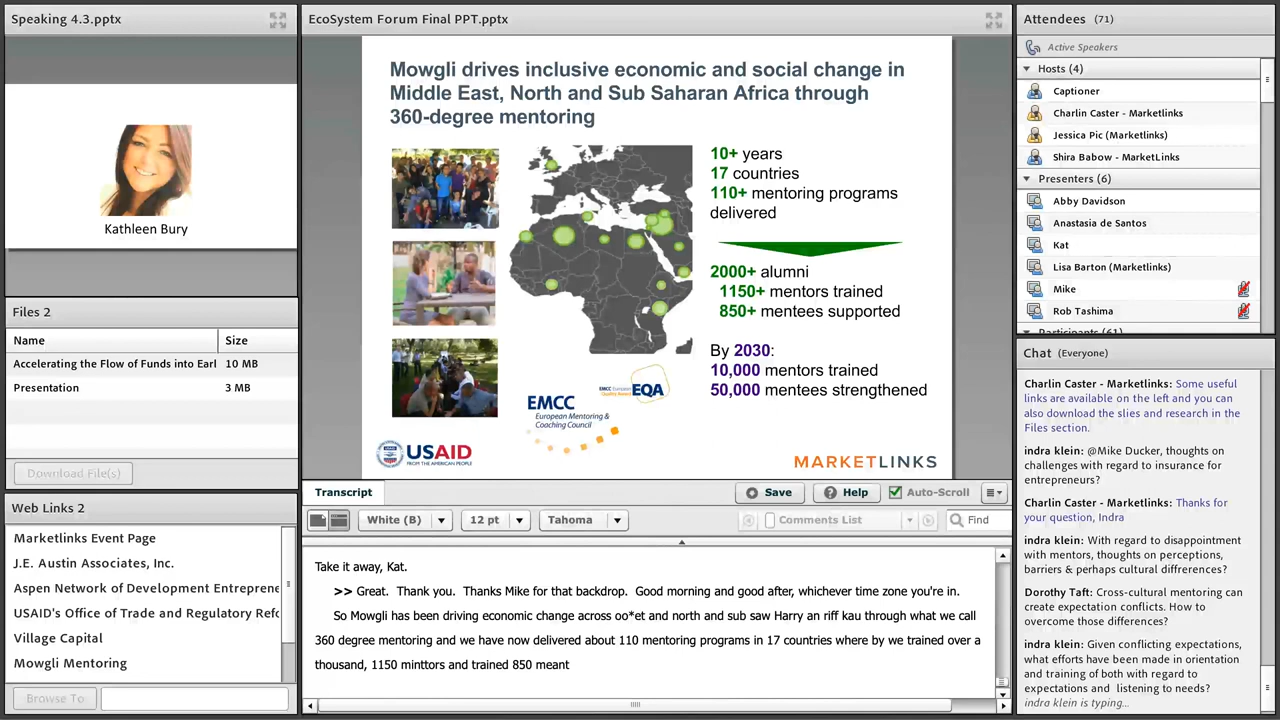 Speaking 4.3.pptx
Kathleen Bury
Files 2
Name Size
Accelerating the Flow of Funds into Earl 10 MB
Presentation 3 MB
Download File(s)
Web Links 2
Marketlinks Event Page
J.E. Austin Associates, Inc.
Aspen Network of Development Entreprene
USAID's Office of Trade and Regulatory Refo
Village Capital
Mowgli Mentoring
Browse To
EcoSystem Forum Final PPT.pptx
Mowgli drives inclusive economic and social change in
Middle East, North and Sub Saharan Africa through
360-degree mentoring
10+ years
17 countries
110+ mentoring programs
delivered
2000+ alumni
1150+ mentors trained
850+ mentees supported
By 2030:
10,000 mentors trained
50,000 mentees strengthened
EMCC
European Mentoring &
Coaching Council
EMCC European
Quality Award
EQA
USAID
FROM THE AMERICAN PEOPLE
MARKETLINKS
Transcript
Save
Help
Auto-Scroll
White (B)
12 pt
Tahoma
Comments List
Find
Take it away, Kat.
>> Great. Thank you. Thanks Mike for that backdrop. Good morning and good after, whichever time zone you're in.
So Mowgli has been driving economic change across oo*et and north and sub saw Harry an riff kau through what we call
360 degree mentoring and we have now delivered about 110 mentoring programs in 17 countries where by we trained over a
thousand, 1150 minttors and trained 850 meant
Attendees (71)
Active Speakers
Hosts (4)
Captioner
Charlin Caster - Marketlinks
Jessica Pic (Marketlinks)
Shira Babow - MarketLinks
Presenters (6)
Abby Davidson
Anastasia de Santos
Kat
Lisa Barton (Marketlinks)
Mike
Rob Tashima
Participants (61)
Chat (Everyone)
Charlin Caster - Marketlinks: Some useful
links are available on the left and you can
also download the slies and research in the
Files section.
indra klein: @Mike Ducker, thoughts on
challenges with regard to insurance for
entrepreneurs?
Charlin Caster - Marketlinks: Thanks for
your question, Indra
indra klein: With regard to disappointment
with mentors, thoughts on perceptions,
barriers & perhaps cultural differrences?
Dorothy Taft: Cross-cultural mentoring can
create expectation conflicts. How to
overcome those differences?
indra klein: Given conflicting expectations,
what efforts have been made in orientation
and training of both with regard to
expectations and listening to needs?
indra klein is typing...